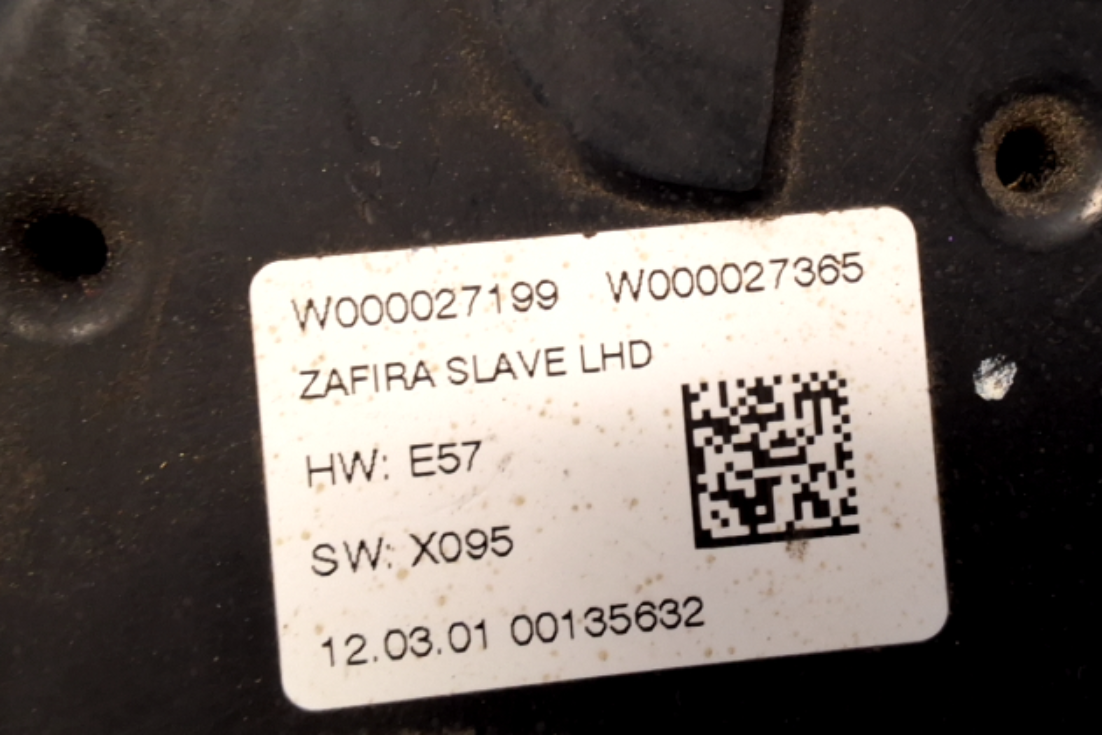 W000027199 W000027365
ZAFIRA SLAVE LHD
HW: E57
SW: X095
12.03.01 00135632